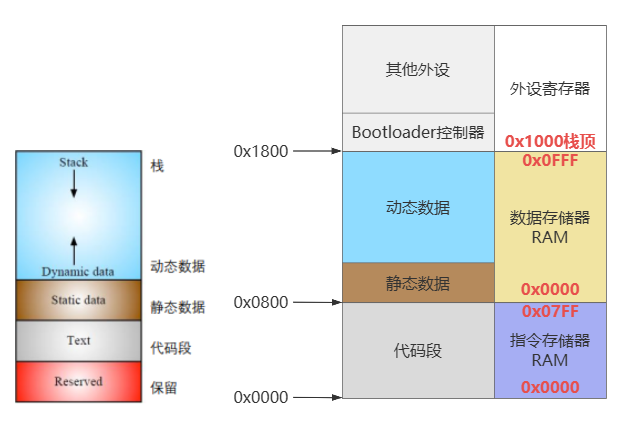 Stack
栈
Dynamic data
动态数据
Static data
静态数据
Text
代码段
Reserved
保留
0x1800
0x0800
0x0000
其他外设
Bootloader控制器
动态数据
静态数据
代码段
外设寄存器
0x1000栈顶
0x0FFF
数据存储器
RAM
0x0000
0x07FF
指令存储器
RAM
0x0000